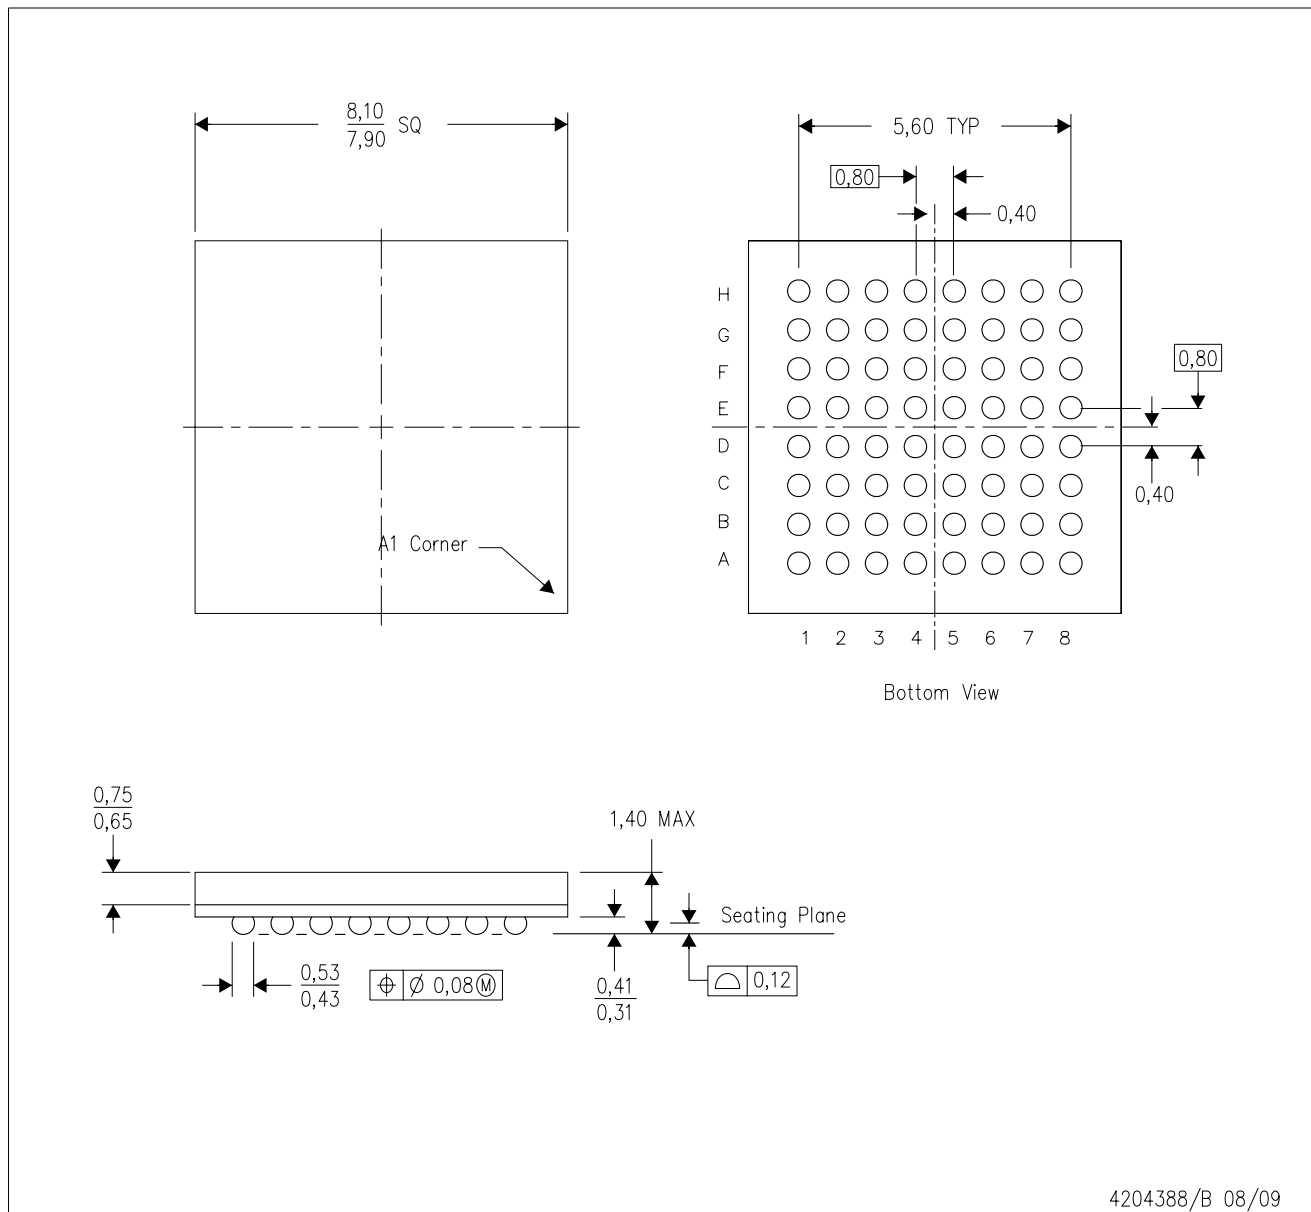 8,10
7,90
SQ
5,60 TYP
0,80
0,40
H
G
F
E
D
C
B
A
0,80
0,40
A1 Corner
1 2 3 4 5 6 7 8
Bottom View
0,75
0,65
1,40 MAX
Seating Plane
0,53
0,43
Ø 0,08 Ⓜ
0,41
0,31
0,12
4204388/B 08/09